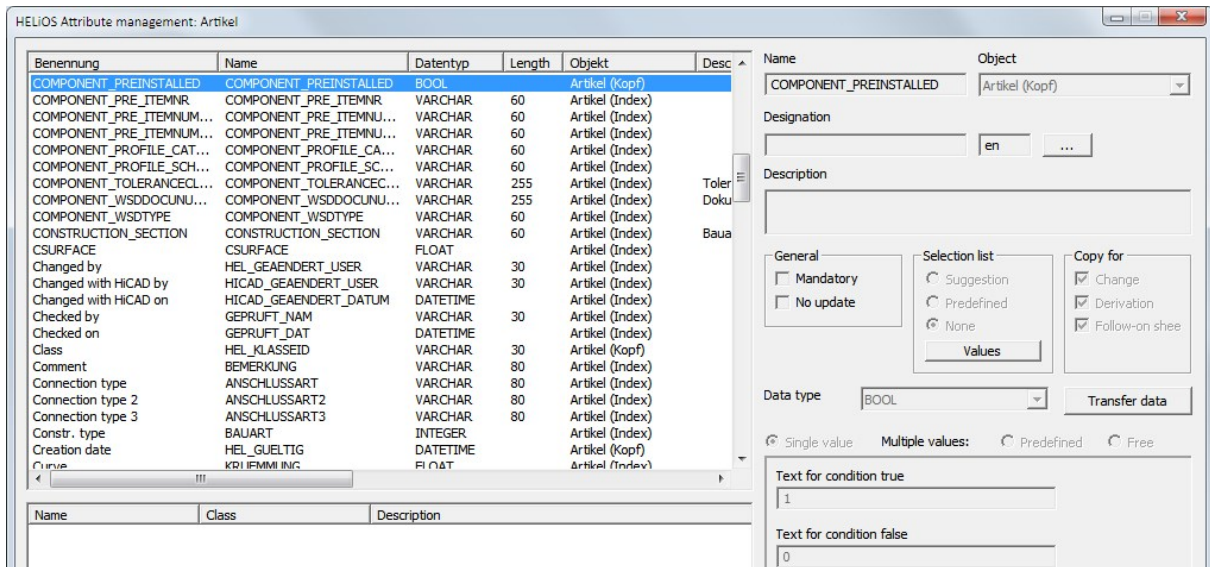 HELiOS Attribute management: Artikel
Benennung Name Datentyp Length Objekt Desc
COMPONENT_PREINSTALLED COMPONENT_PREINSTALLED BOOL Artikel (Kopf)
COMPONENT_PRE_ITEMNR COMPONENT_PRE_ITEMNR VARCHAR 60 Artikel (Index)
COMPONENT_PRE_ITEMNUM... COMPONENT_PRE_ITEMNU... VARCHAR 60 Artikel (Index)
COMPONENT_PRE_ITEMNUM... COMPONENT_PRE_ITEMNU... VARCHAR 60 Artikel (Index)
COMPONENT_PROFILE_CAT... COMPONENT_PROFILE_CA... VARCHAR 60 Artikel (Index)
COMPONENT_PROFILE_SCH... COMPONENT_PROFILE_SC... VARCHAR 60 Artikel (Index)
COMPONENT_TOLERANCECL... COMPONENT_TOLERANCEC... VARCHAR 255 Artikel (Index) Toler
COMPONENT_WSDDOCUNU... COMPONENT_WSDDOCUNU... VARCHAR 255 Artikel (Index) Doku
COMPONENT_WSDTYPE COMPONENT_WSDTYPE VARCHAR 60 Artikel (Index)
CONSTRUCTION_SECTION CONSTRUCTION_SECTION VARCHAR 60 Artikel (Index) Baua
CSURFACE CSURFACE FLOAT Artikel (Index)
Changed by HEL_GEAENDERT_USER VARCHAR 30 Artikel (Index)
Changed with HiCAD by HICAD_GEAENDERT_USER VARCHAR 30 Artikel (Index)
Changed with HiCAD on HICAD_GEAENDERT_DATUM DATETIME Artikel (Index)
Checked by GEPRUFT_NAM VARCHAR 30 Artikel (Index)
Checked on GEPRUFT_DAT DATETIME Artikel (Index)
Class HEL_KLASSEID VARCHAR 30 Artikel (Kopf)
Comment BEMERKUNG VARCHAR 80 Artikel (Index)
Connection type ANSCHLUSSART VARCHAR 80 Artikel (Index)
Connection type 2 ANSCHLUSSART2 VARCHAR 80 Artikel (Index)
Connection type 3 ANSCHLUSSART3 VARCHAR 80 Artikel (Index)
Constr. type BAUART INTEGER Artikel (Index)
Creation date HEL_GUELTIG DATETIME Artikel (Kopf)
Curve KRUEMMUNG FLOAT Artikel (Index)
Name Class Description
Name Object
COMPONENT_PREINSTALLED Artikel (Kopf)
Designation
en ...
Description
General Selection list Copy for
Mandatory Suggestion Change
No update Predefined Derivation
None Follow-on shee
Values
Data type BOOL Transfer data
Single value Multiple values: Predefined Free
Text for condition true
1
Text for condition false
0